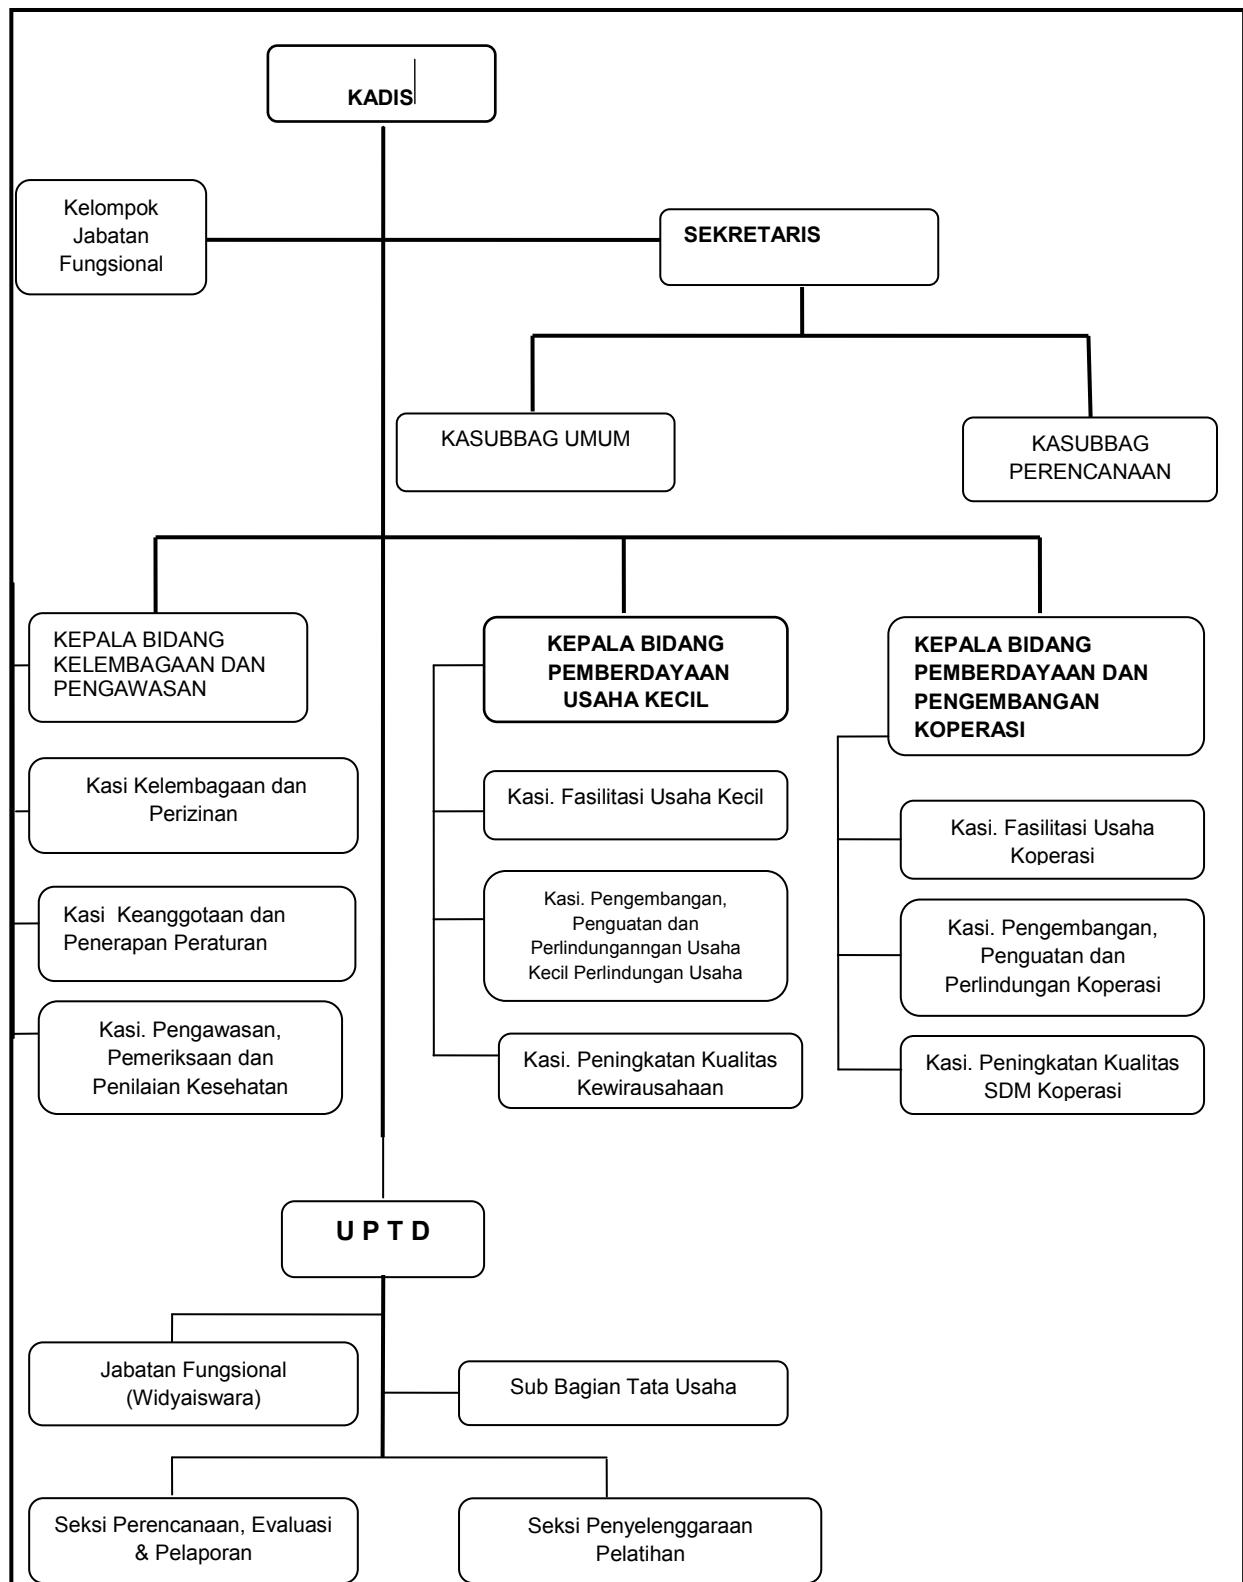 KADIS
Kelompok
Jabatan
Fungsional
SEKRETARIS
KASUBBAG UMUM
KASUBBAG
PERENCANAAN
KEPALA BIDANG
KELEMBAGAAN DAN
PENGAWASAN
KEPALA BIDANG
PEMBERDAYAAN
USAHA KECIL
KEPALA BIDANG
PEMBERDAYAAN DAN
PENGEMBANGAN
KOPERASI
Kasi Kelembagaan dan
Perizinan
Kasi. Fasilitasi Usaha Kecil
Kasi. Fasilitasi Usaha
Koperasi
Kasi  Keanggotaan dan
Penerapan Peraturan
Kasi. Pengembangan,
Penguatan dan
Perlindunganngan Usaha
Kecil Perlindungan Usaha
Kasi. Pengembangan,
Penguatan dan
Perlindungan Koperasi
Kasi. Pengawasan,
Pemeriksaan dan
Penilaian Kesehatan
Kasi. Peningkatan Kualitas
Kewirausahaan
Kasi. Peningkatan Kualitas
SDM Koperasi
U P T D
Jabatan Fungsional
(Widyaiswara)
Sub Bagian Tata Usaha
Seksi Perencanaan, Evaluasi
& Pelaporan
Seksi Penyelenggaraan
Pelatihan